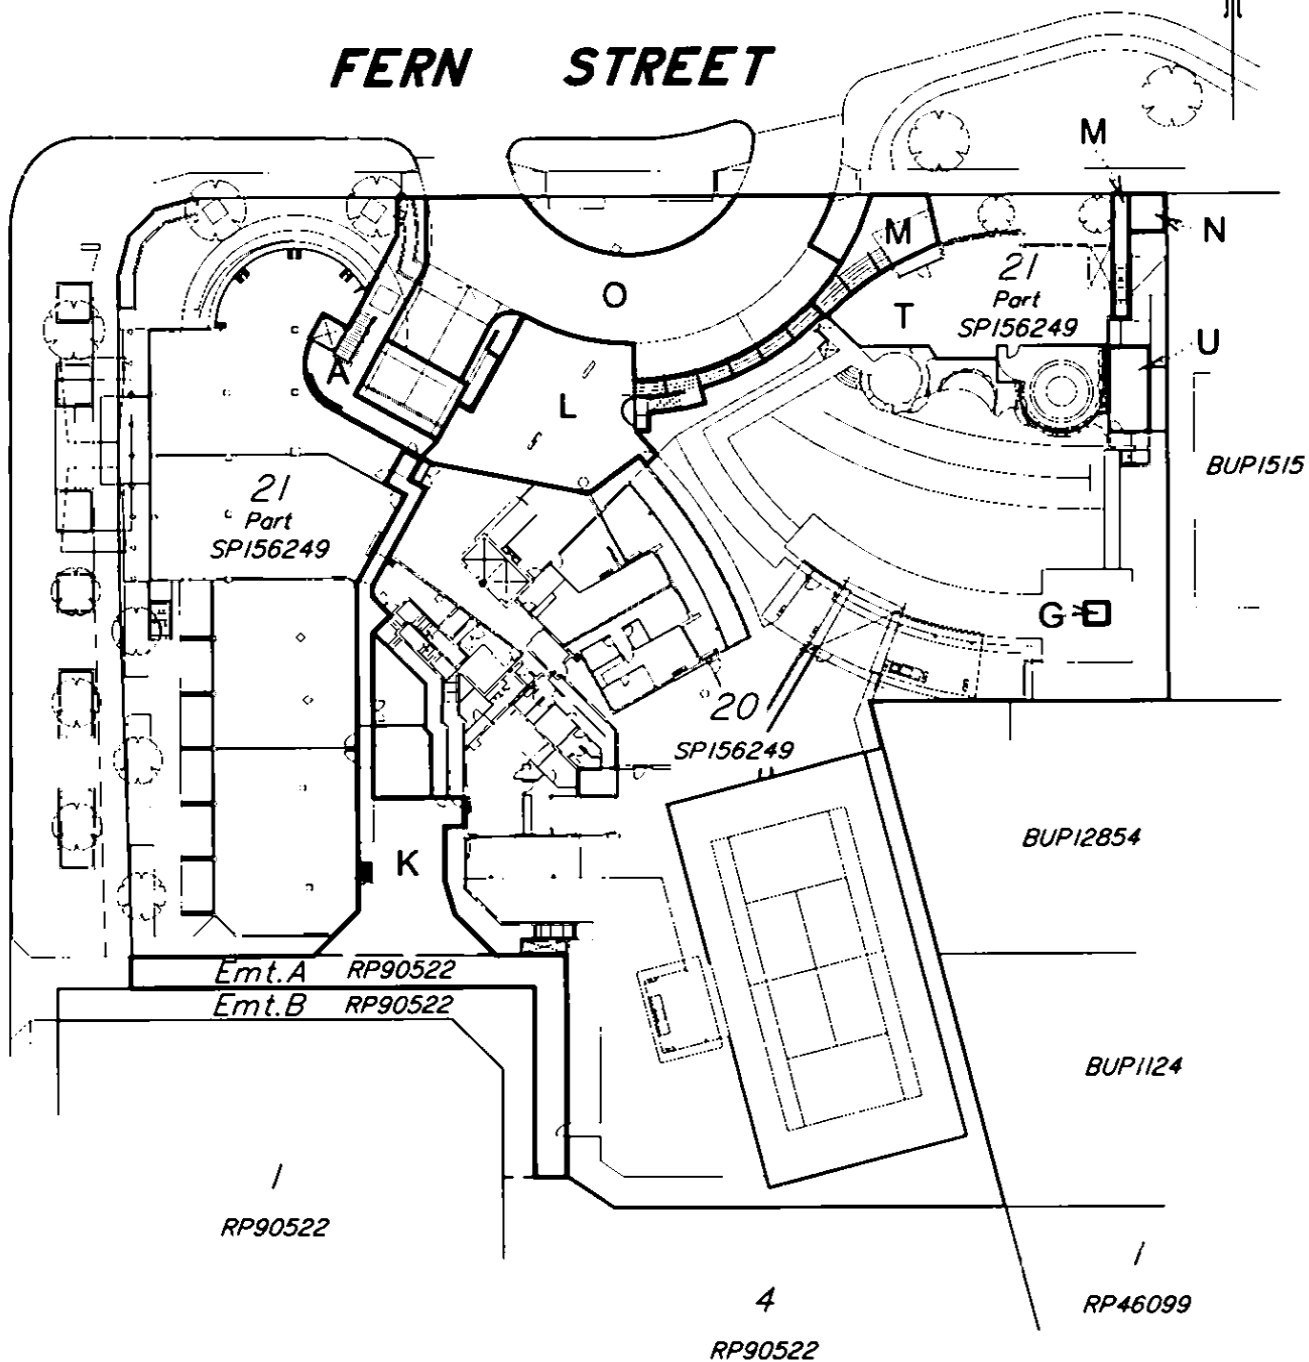 FERN STREET
M
N
M
O
21
Part
SP156249
T
U
A
L
BUP1515
21
Part
SP156249
G
20
SP156249
BUP12854
K
Emt.A RP90522
Emt.B RP90522
BUP1124
1
RP90522
1
RP46099
4
RP90522